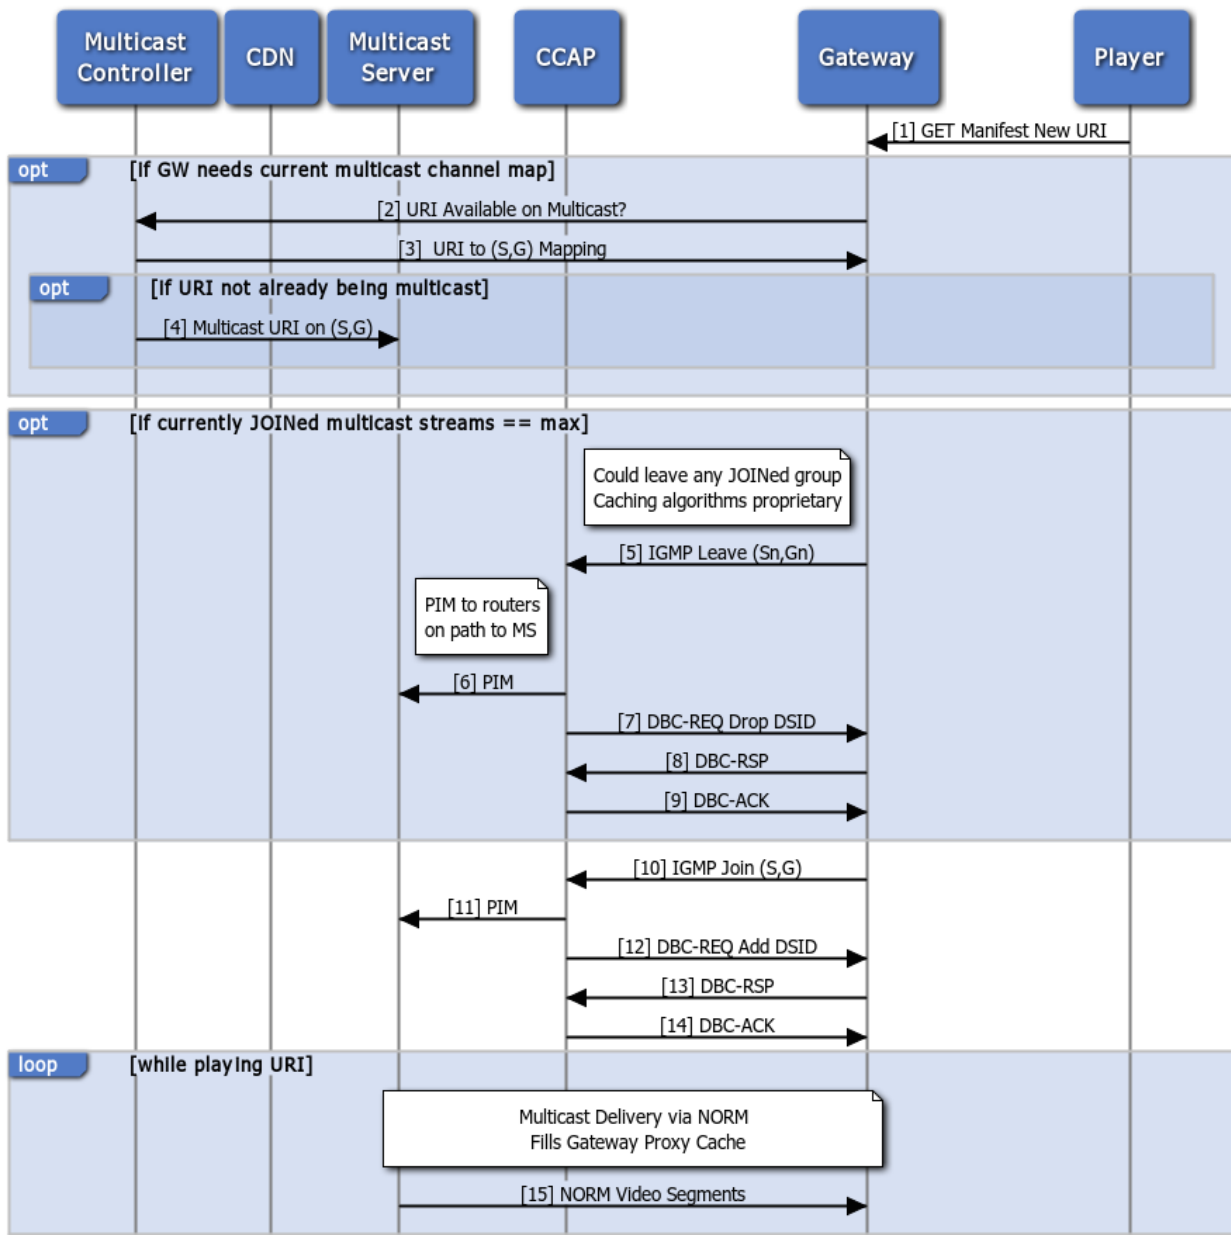 Multicast
Controller
CDN
Multicast
Server
CCAP
Gateway
Player
[1] GET Manifest New URI
opt
[If GW needs current multicast channel map]
[2] URI Available on Multicast?
[3] URI to (S,G) Mapping
opt
[If URI not already being multicast]
[4] Multicast URI on (S,G)
opt
[If currently JOINed multicast streams == max]
Could leave any JOINed group
Caching algorithms proprietary
[5] IGMP Leave (Sn,Gn)
PIM to routers
on path to MS
[6] PIM
[7] DBC-REQ Drop DSID
[8] DBC-RSP
[9] DBC-ACK
[10] IGMP Join (S,G)
[11] PIM
[12] DBC-REQ Add DSID
[13] DBC-RSP
[14] DBC-ACK
loop
[while playing URI]
Multicast Delivery via NORM
Fills Gateway Proxy Cache
[15] NORM Video Segments